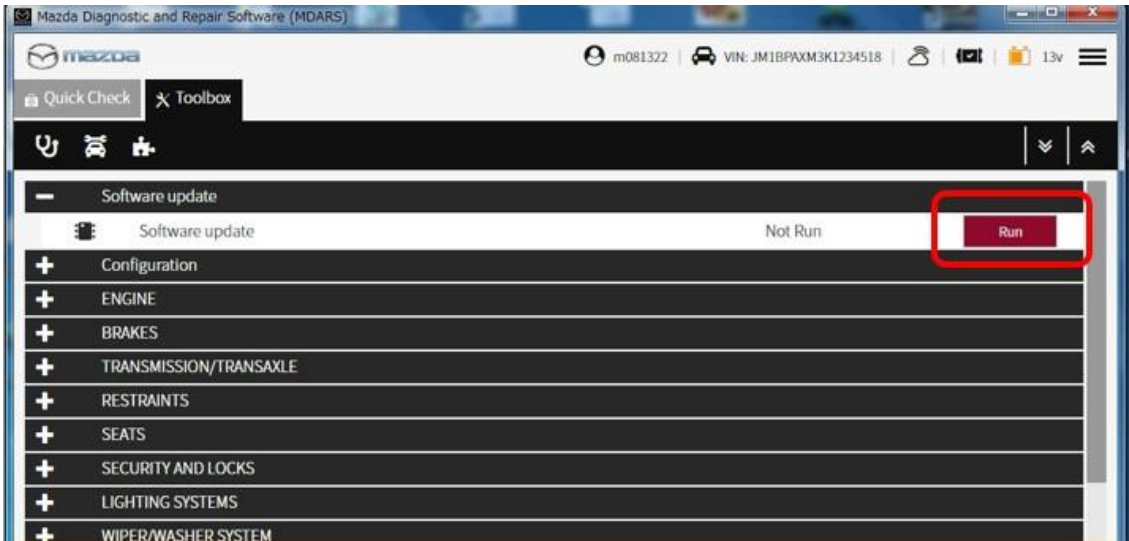 Mazda Diagnostic and Repair Software (MDARS)
mazda m081322 VIN: JM1BPAXM3K1234518 13v
Quick Check Toolbox
Software update
Software update Not Run Run
Configuration
ENGINE
BRAKES
TRANSMISSION/TRANSAXLE
RESTRAINTS
SEATS
SECURITY AND LOCKS
LIGHTING SYSTEMS
WIPER/WASHER SYSTEM